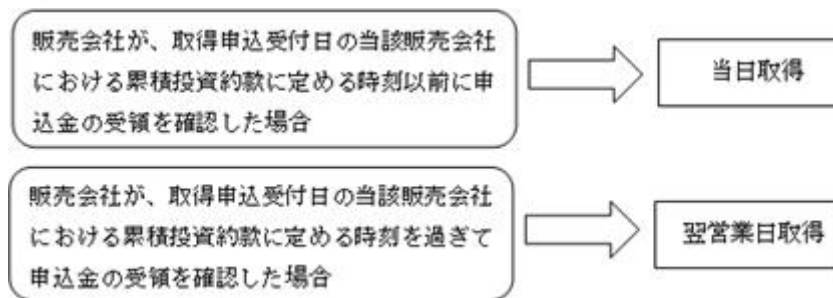 販売会社が、取得申込受付日の当該販売会社
における累積投資約款に定める時刻以前に申
込金の受領を確認した場合
当日取得
販売会社が、取得申込受付日の当該販売会社
における累積投資約款に定める時刻を過ぎて
申込金の受領を確認した場合
翌営業日取得